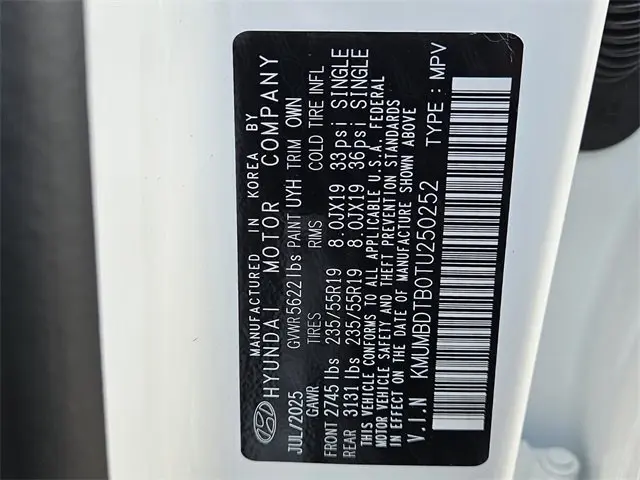 MANUFACTURED IN KOREA BY
HYUNDAI MOTOR COMPANY
JUL/2025 GVWR 5622lbs PAINT UYH TRIM OWN
GAWR TIRES RIMS COLD TIRE INFL
FRONT 2745 lbs 235/55R19 8.0JX19 33psi SINGLE
REAR 3131 lbs 235/55R19 8.0JX19 36psi SINGLE
THIS VEHICLE CONFORMS TO ALL APPLICABLE U.S.A. FEDERAL
MOTOR VEHICLE SAFETY AND THEFT PREVENTION STANDARDS
IN EFFECT ON THE DATE OF MANUFACTURE SHOWN ABOVE
V.I.N KMUMBDTB0TU250252 TYPE : MPV